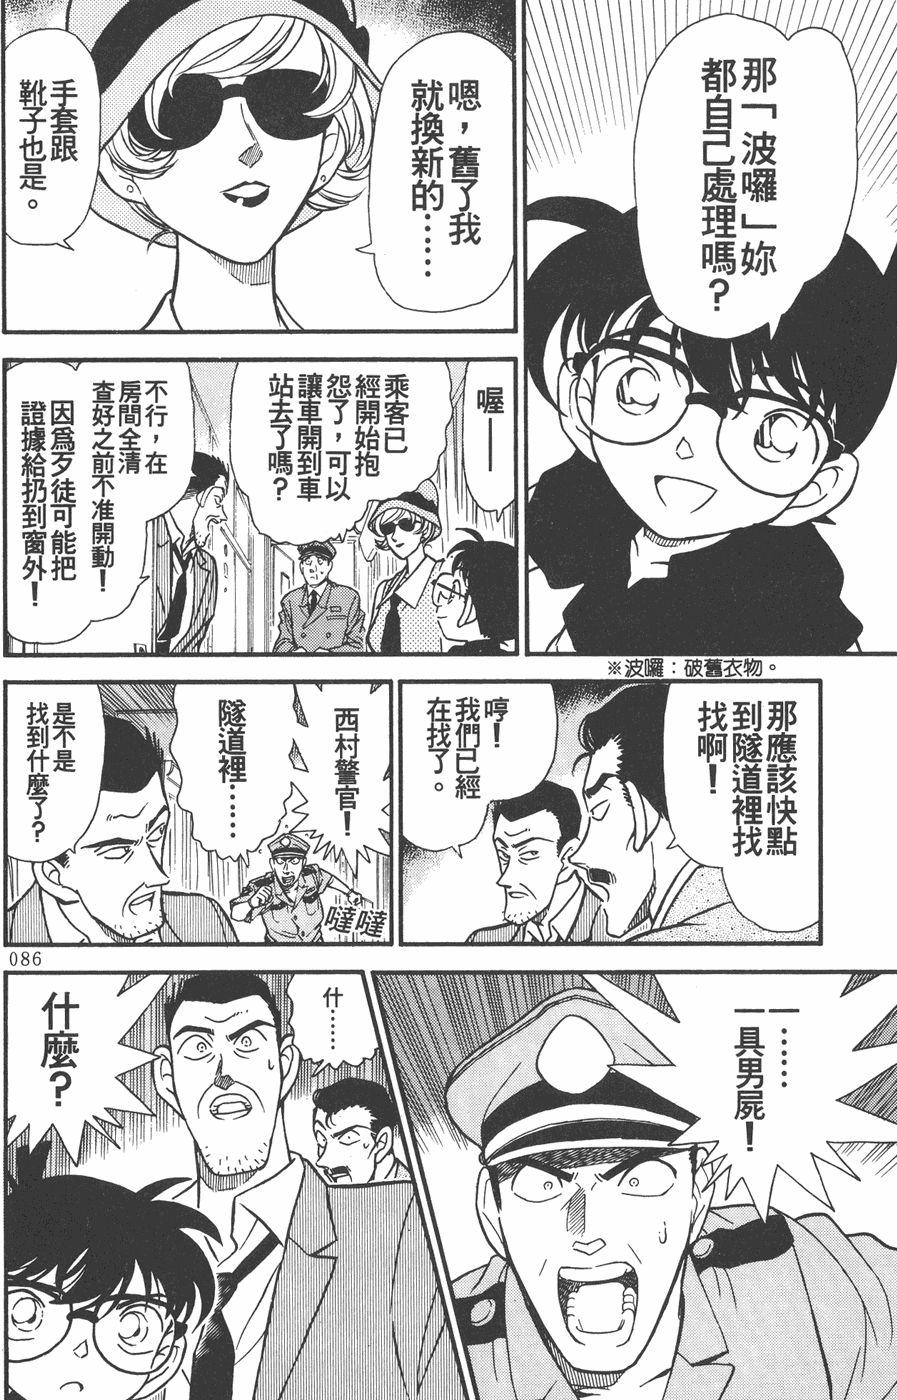 那「波囉」妳
都自己處理嗎？
嗯，舊了我
就換新的……
手套跟
靴子也是。
※波囉：破舊衣物。
喔——
乘客已
經開始抱
怨了，可以
讓車開到車
站去了嗎？
不行，在
房間全清
查好之前不准開動！
因為歹徒可能把
證據給扔到窗外！
那應該快點
到隧道裡找
找啊！
哼！
我們已經
在找了。
西村警官！
隧道裡……
噠噠
是不是
找到什麼了？
086
一……
一具男屍！
什……
什麼？